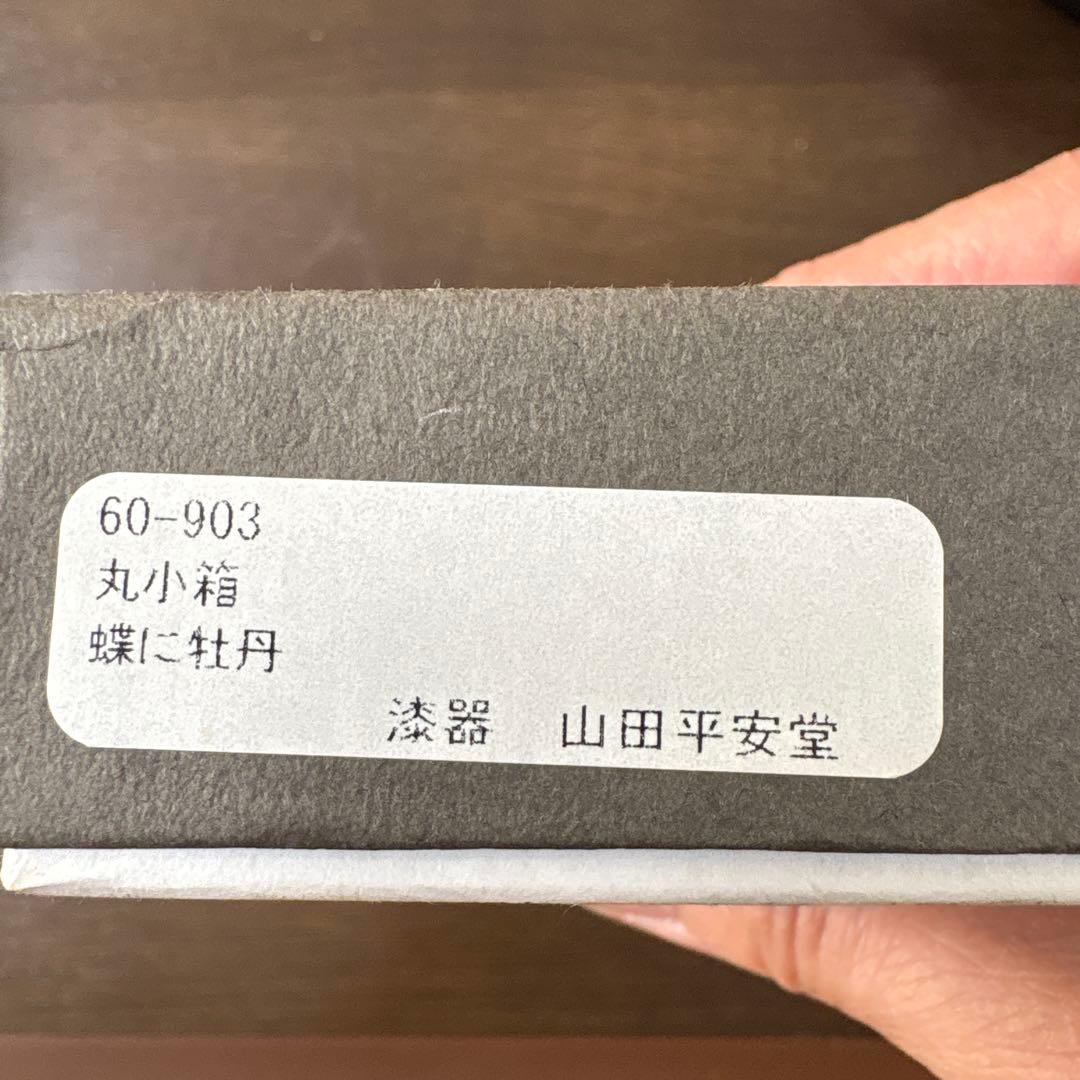 60-903
丸小箱
蝶に牡丹
漆器　山田平安堂